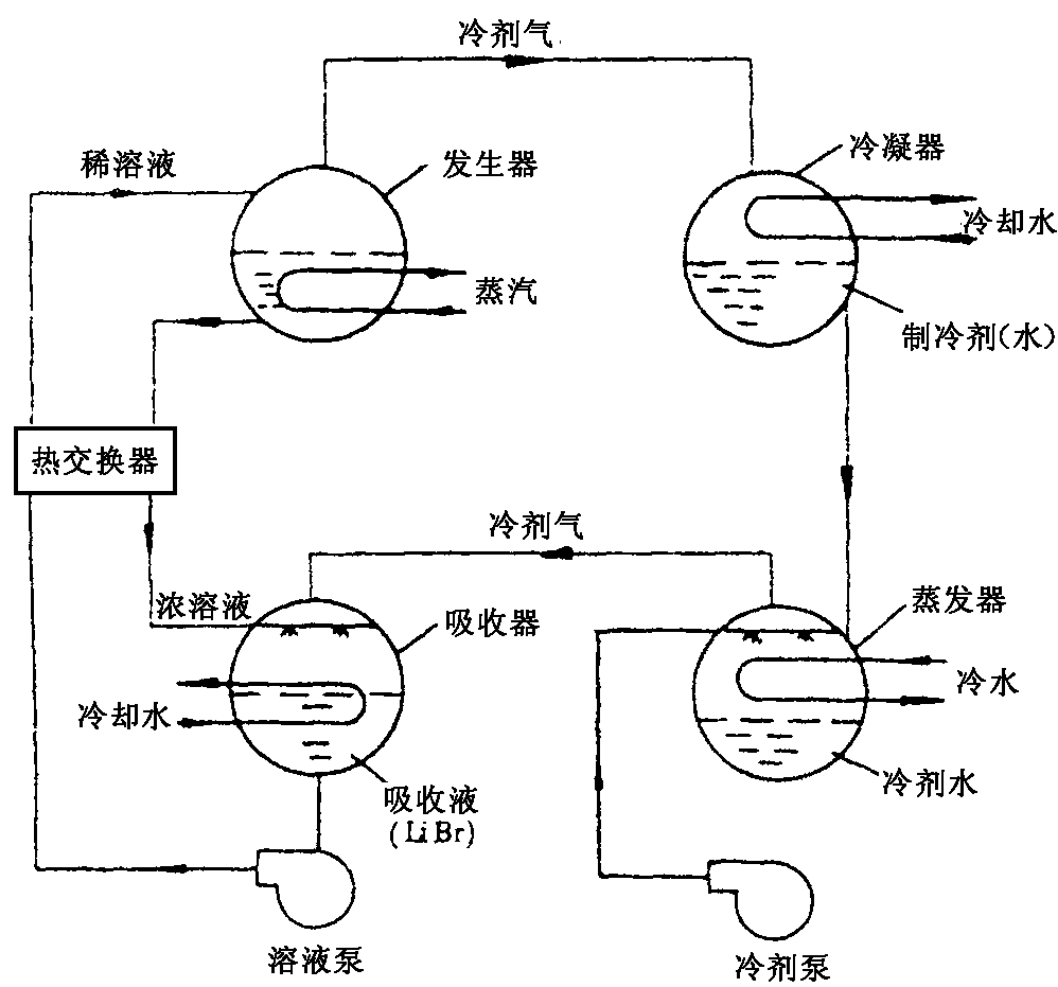 冷剂气
稀溶液
发生器
冷凝器
冷却水
蒸汽
制冷剂(水)
热交换器
冷剂气
浓溶液
吸收器
蒸发器
冷却水
冷水
吸收液
(LiBr)
冷剂水
溶液泵
冷剂泵